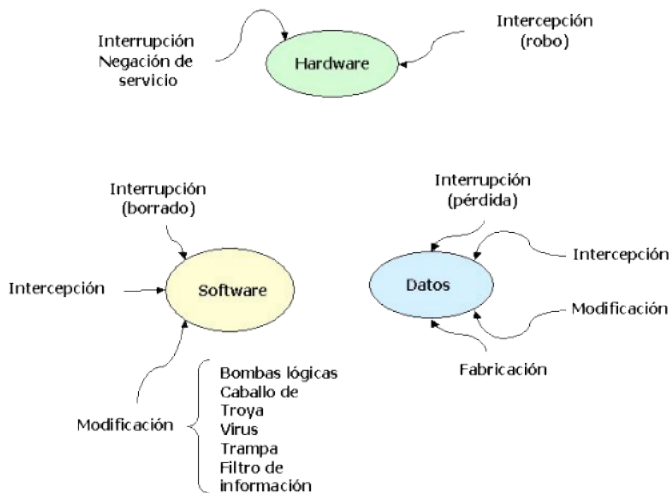 Interrupción
Negación de
servicio
Hardware
Intercepción
(robo)
Interrupción
(borrado)
Intercepción
Software
Modificación
Bombas lógicas
Caballo de
Troya
Virus
Trampa
Filtro de
información
Interrupción
(pérdida)
Intercepción
Datos
Modificación
Fabricación